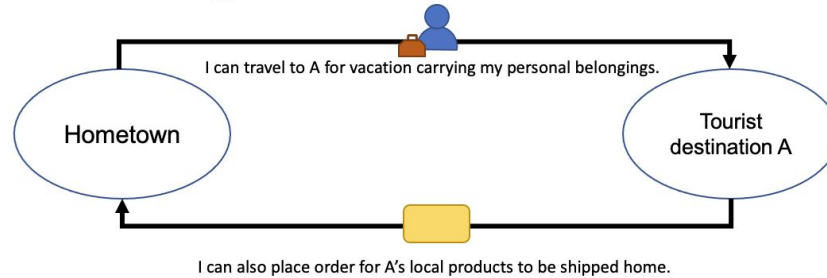 I can travel to A for vacation carrying my personal belongings.
Hometown
Tourist
destination A
I can also place order for A's local products to be shipped home.